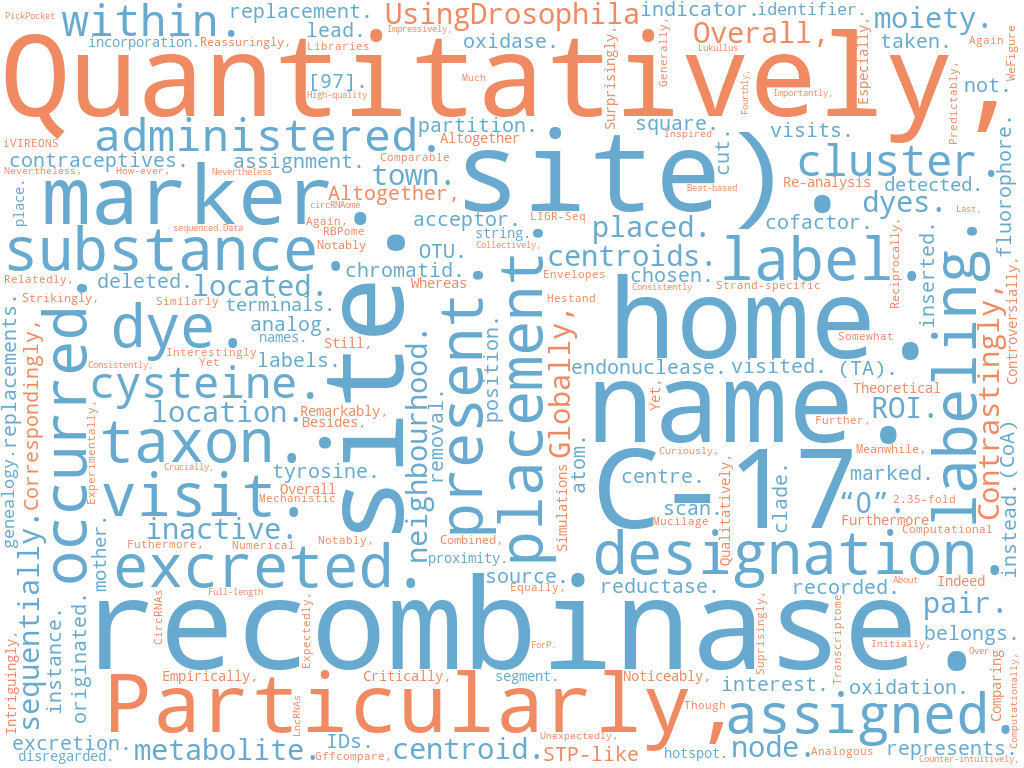 PickPocket
within.
replacement.
UsingDrosophila
indicator.
identifier.
moiety.
incorporation.
Reassuringly,
lead.
Libraries
Impressively,
oxidase.
Overall,
Lukullus
taken.
Again
WeFigure
Quantitatively,
[97].
High-quality
Much
Surprisingly,
Generally,
Fourthly,
Importantly,
Especially,
Predictably,
not.
iVIREONS
administered.
partition.
Altogether
square.
Inspired
visits.
contraceptives.
assignment.
Comparable
town.
site).
cut.
cluster.
fluorophore.
Nevertheless,
How-ever,
Nevertheless
Beat-based
Re-analysis
detected.
place.
marker.
circRNAome
Altogether,
Again,
RBPome
Notably
acceptor.
LIGR-Seq
string.
Collectively,
placed.
cofactor.
dyes.
Last,
sequenced.Data
substance.
OTU.
chromatid.
Whereas
centroids.
Envelopes
chosen.
Consistently
label.
Strand-specific
Reciprocally,
inserted.
Relatedly,
deleted.
located.
Strikingly,
Similarly
terminals.
Hestand
home.
labeling.
Contrastingly,
Controversially,
dye.
analog.
names.
Still,
Interestingly
Yet
labels.
site.
present
placement.
position.
Globally,
Somewhat
Consistently,
cysteine.
endonuclease.
visited.
(TA).
Theoretical
replacements.
genealogy.
Correspondingly,
occurred.
location.
Remarkably,
Besides,
neighbourhood.
removal.
name.
Yet,
ROI.
Further,
taxon.
Crucially.
tyrosine.
Experimentally,
Overall
Mechanistic
visit.
Curiously,
Meanwhile,
C-17
centre.
atom.
Simulations
marked.
clade.
“O”.
2.35-fold
Qualitatively,
scan.
Mucilage
Furthermore
Computational
instead.
(CoA)
inactive.
Futhermore,
Numerical
Notably,
Combined,
proximity.
designation.
sequentially.
mother.
excreted.
source.
Equally,
reductase.
recorded.
About
Indeed
Full-length
pair.
instance.
originated.
CircRNAs
Expectedly,
recombinase.
ForP.
Suprisingly,
Transcriptome
Initially,
belongs.
Over
Intriguingly,
Empirically,
Critically,
segment.
Noticeably,
interest.
oxidation.
Comparing
Computationally,
Particularly,
LncRNAs
Though
assigned.
excretion.
disregarded.
metabolite.
IDs.
Gffcompare,
centroid.
Unexpectedly,
STP-like
hotspot.
node.
Analogous
represents.
Counter-intuitively,